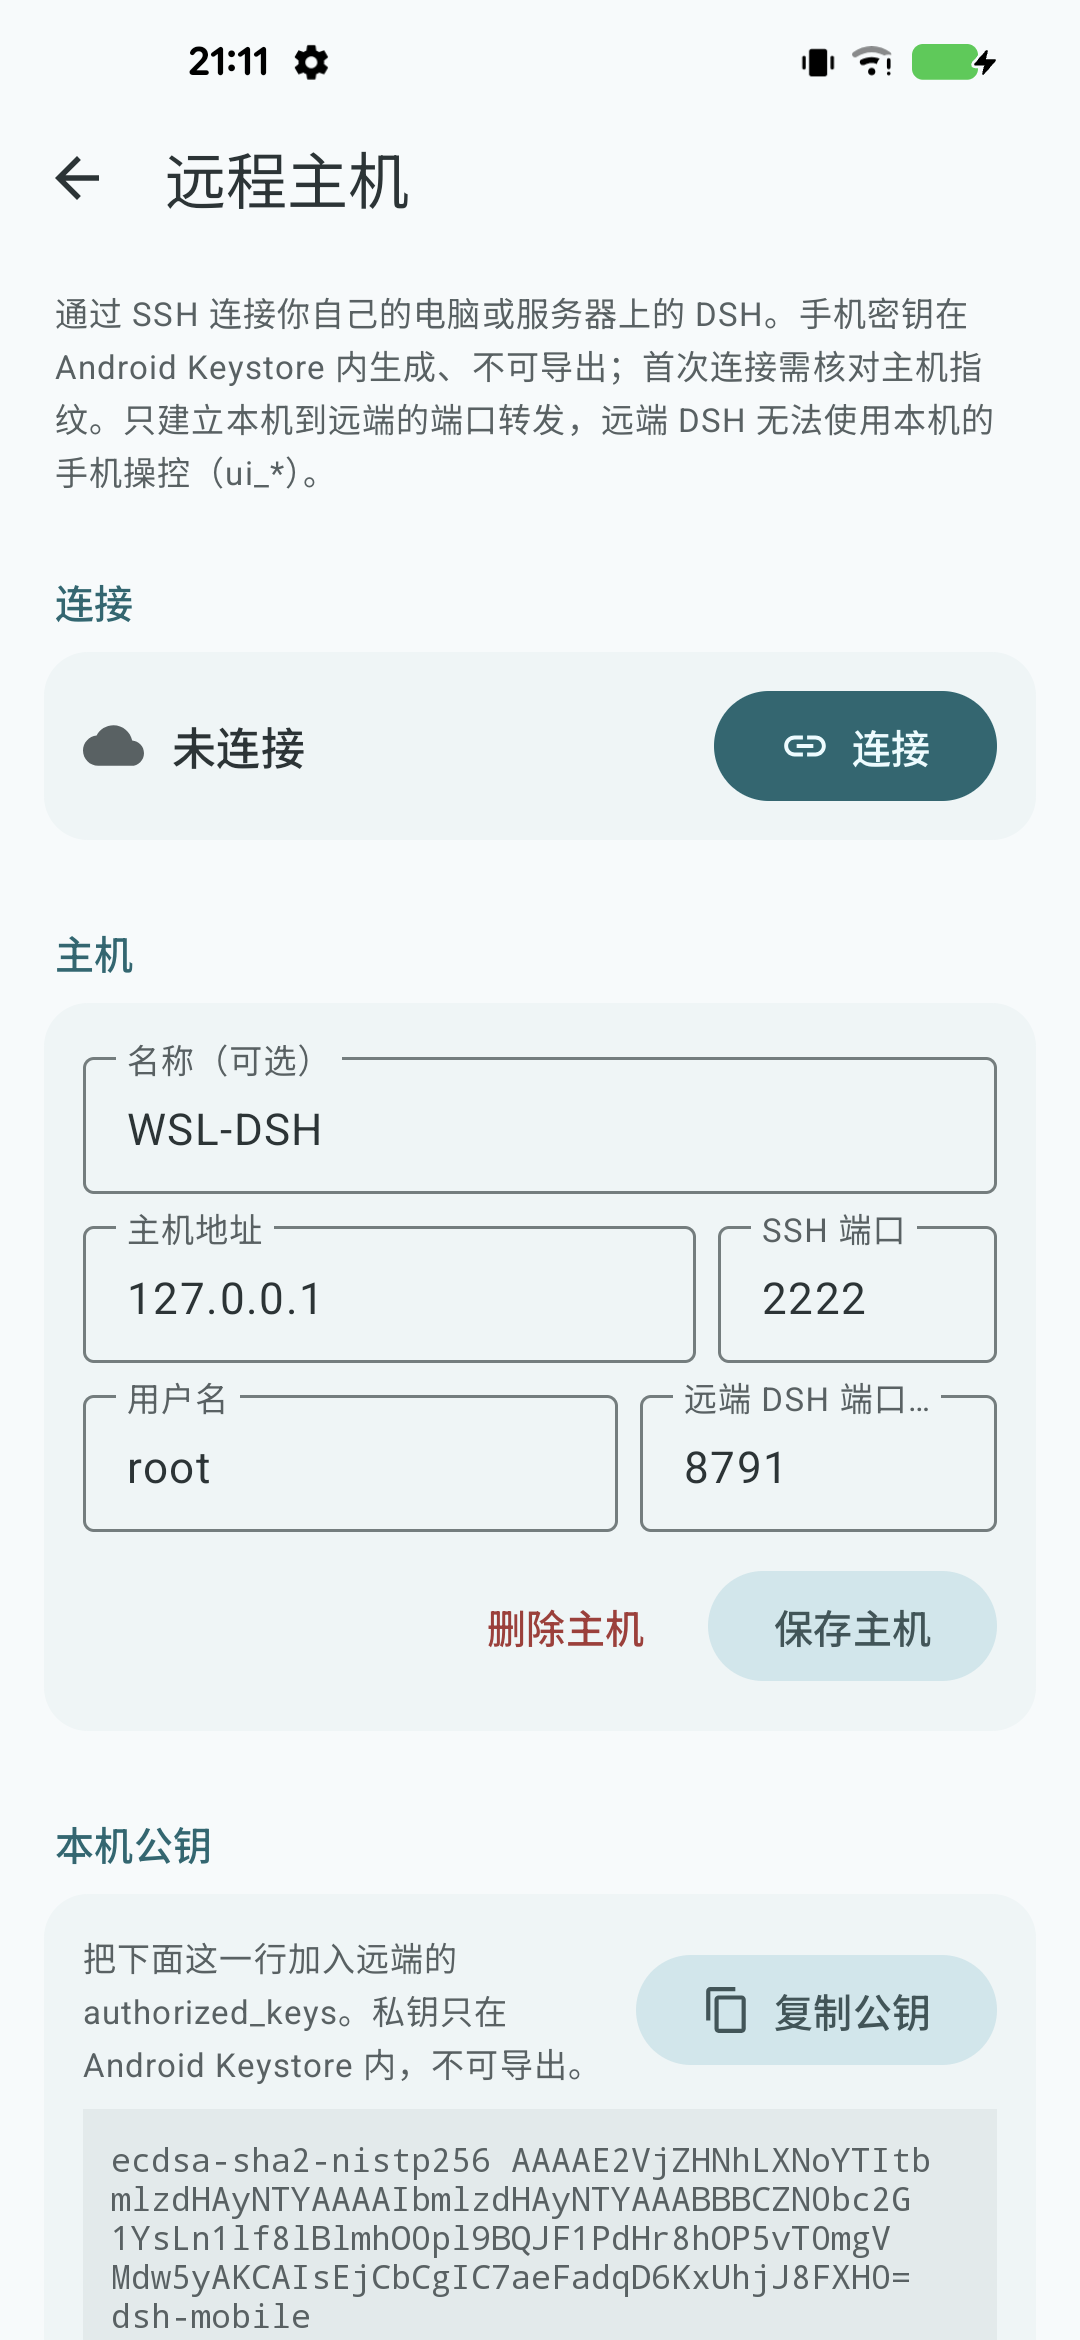 21:11
远程主机
通过 SSH 连接你自己的电脑或服务器上的 DSH。手机密钥在
Android Keystore 内生成、不可导出；首次连接需核对主机指
纹。只建立本机到远端的端口转发，远端 DSH 无法使用本机的
手机操控（ui_*）。
连接
未连接
连接
主机
名称（可选）
WSL-DSH
主机地址
127.0.0.1
SSH 端口
2222
用户名
root
远端 DSH 端口…
8791
删除主机
保存主机
本机公钥
把下面这一行加入远端的
authorized_keys。私钥只在
Android Keystore 内，不可导出。
复制公钥
ecdsa-sha2-nistp256 AAAAE2VjZHNhLXNoYTItb
mlzdHAyNTYAAAAIbmlzdHAyNTYAAABBBCZNObc2G
1YsLn1lf8lBlmhOOpl9BQJF1PdHr8hOP5vTOmgV
Mdw5yAKCAIsEjCbCgIC7aeFadqD6KxUhjJ8FXHO=
dsh-mobile